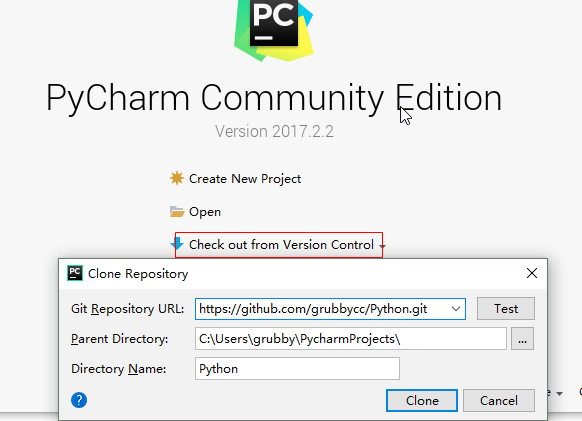 PC
PyCharm Community Edition
Version 2017.2.2
Create New Project
Open
Check out from Version Control
PC Clone Repository
Git Repository URL: https://github.com/grubbycc/Python.git Test
Parent Directory: C:\Users\grubby\PycharmProjects\ ...
Directory Name: Python
? Clone Cancel